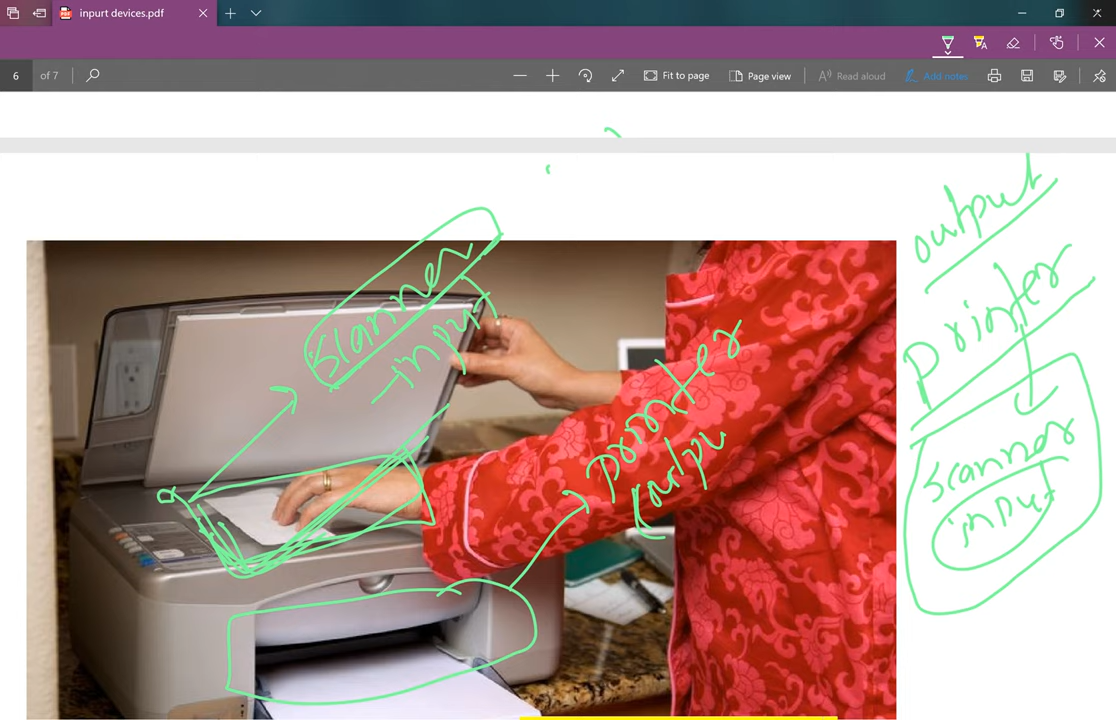 inpurt devices.pdf
6 of 7
Fit to page
Page view
Read aloud
Add notes
output
printer
scanner
input
Scanner
input
printer
(outpu